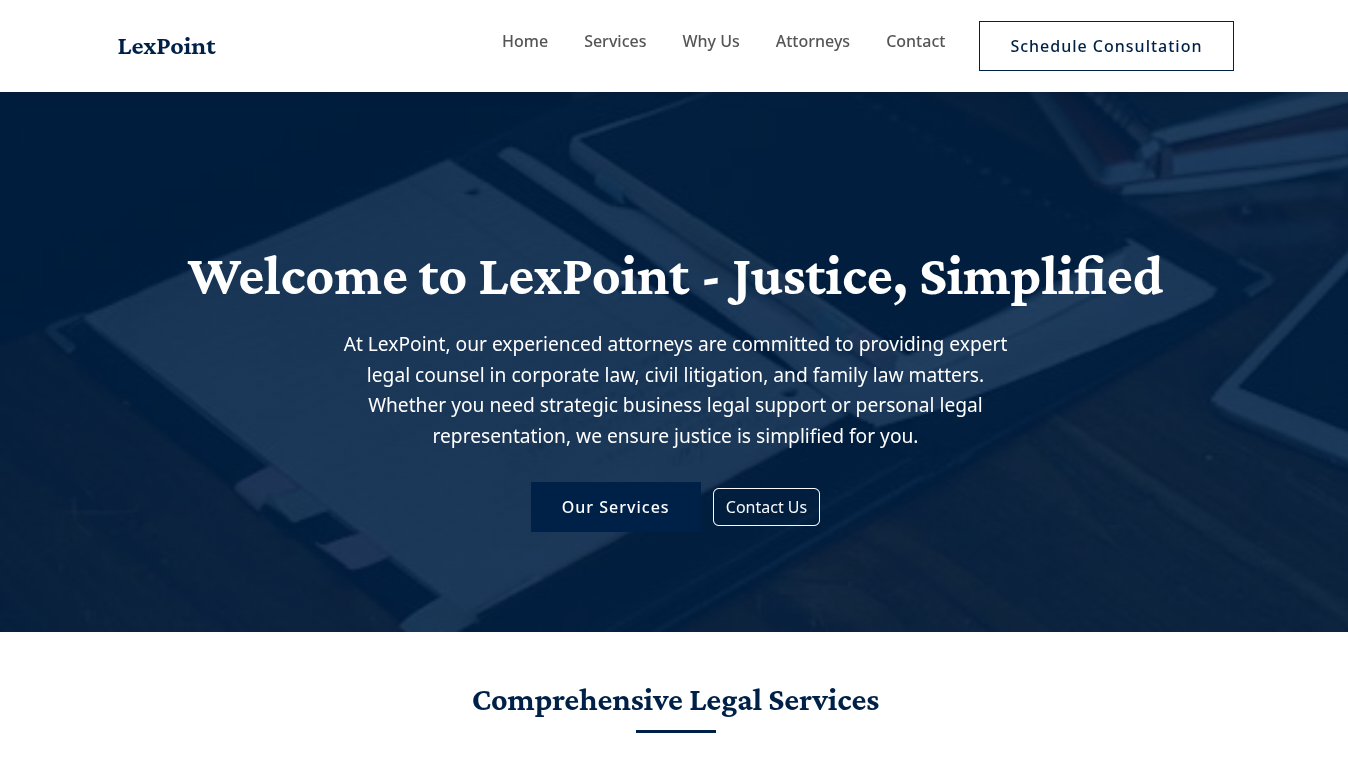 LexPoint
Home
Services
Why Us
Attorneys
Contact
Schedule Consultation
Welcome to LexPoint - Justice, Simplified
At LexPoint, our experienced attorneys are committed to providing expert
legal counsel in corporate law, civil litigation, and family law matters.
Whether you need strategic business legal support or personal legal
representation, we ensure justice is simplified for you.
Our Services
Contact Us
Comprehensive Legal Services